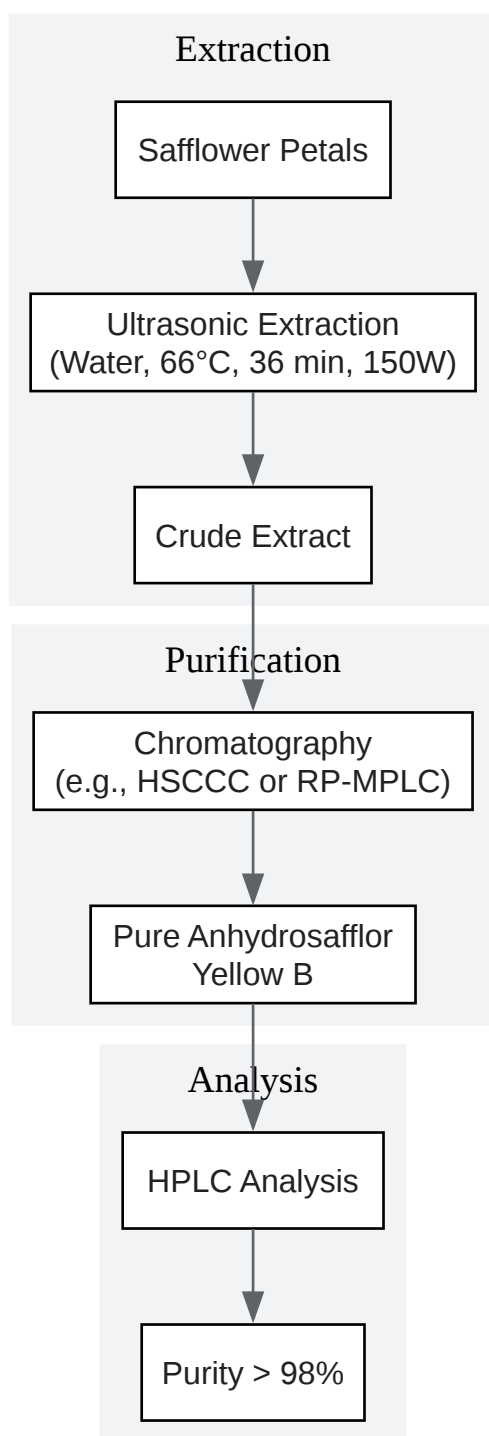 Extraction
Safflower Petals
Ultrasonic Extraction
(Water, 66°C, 36 min, 150W)
Crude Extract
Purification
Chromatography
(e.g., HSCCC or RP-MPLC)
Pure Anhydrosafflor
Yellow B
Analysis
HPLC Analysis
Purity > 98%